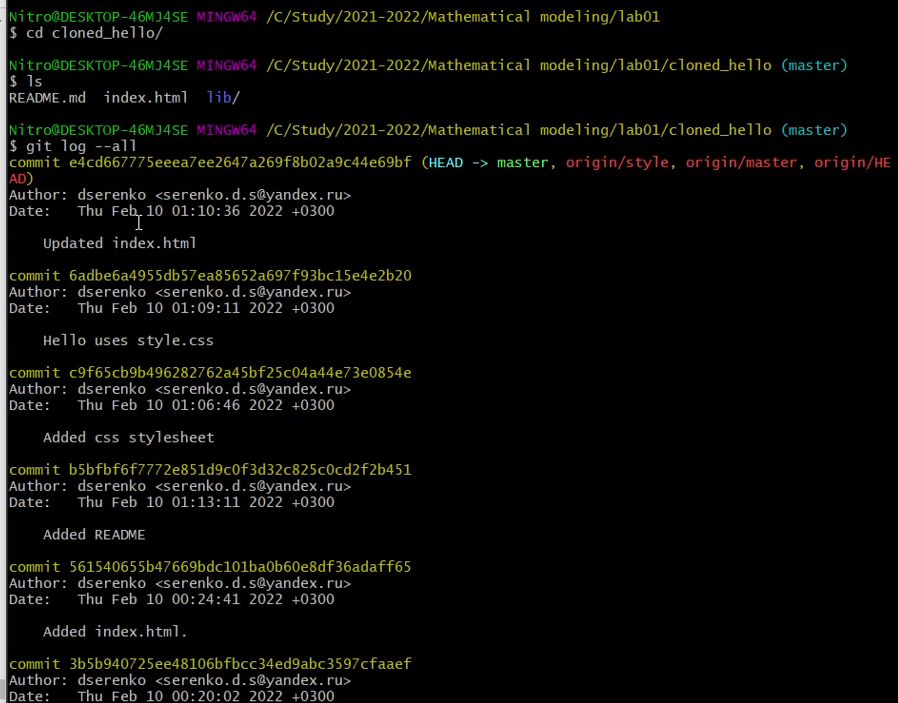 Nitro@DESKTOP-46MJ4SE MINGW64 /C/Study/2021-2022/Mathematical modeling/lab01
$ cd cloned_hello/
Nitro@DESKTOP-46MJ4SE MINGW64 /C/Study/2021-2022/Mathematical modeling/lab01/cloned_hello (master)
$ ls
README.md  index.html  lib/
Nitro@DESKTOP-46MJ4SE MINGW64 /C/Study/2021-2022/Mathematical modeling/lab01/cloned_hello (master)
$ git log --all
commit e4cd667775eeea7ee2647a269f8b02a9c44e69bf (HEAD -> master, origin/style, origin/master, origin/HE
AD)
Author: dserenko <serenko.d.s@yandex.ru>
Date:   Thu Feb 10 01:10:36 2022 +0300
Updated index.html
commit 6adbe6a4955db57ea85652a697f93bc15e4e2b20
Author: dserenko <serenko.d.s@yandex.ru>
Date:   Thu Feb 10 01:09:11 2022 +0300
Hello uses style.css
commit c9f65cb9b496282762a45bf25c04a44e73e0854e
Author: dserenko <serenko.d.s@yandex.ru>
Date:   Thu Feb 10 01:06:46 2022 +0300
Added css stylesheet
commit b5bfbf6f7772e851d9c0f3d32c825c0cd2f2b451
Author: dserenko <serenko.d.s@yandex.ru>
Date:   Thu Feb 10 01:13:11 2022 +0300
Added README
commit 561540655b47669bdc101ba0b60e8df36adaff65
Author: dserenko <serenko.d.s@yandex.ru>
Date:   Thu Feb 10 00:24:41 2022 +0300
Added index.html.
commit 3b5b940725ee48106bfbcc34ed9abc3597cfaaef
Author: dserenko <serenko.d.s@yandex.ru>
Date:   Thu Feb 10 00:20:02 2022 +0300